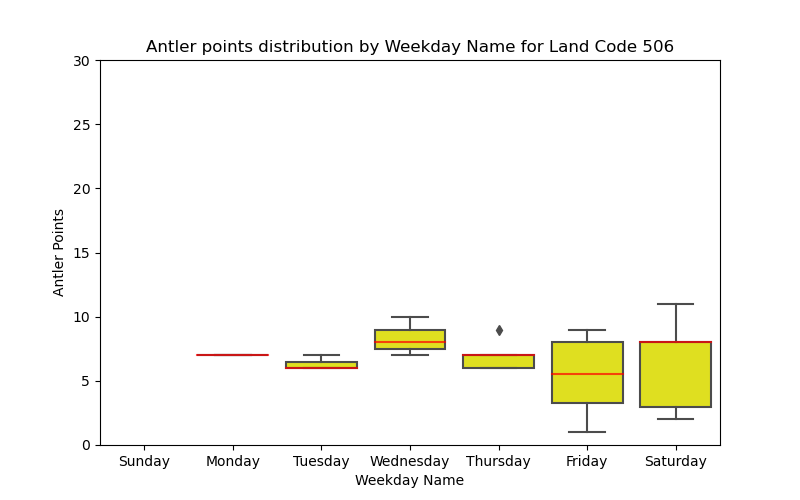 Antler points distribution by Weekday Name for Land Code 506
30
25
20
15
10
5
0
Antler Points
Sunday Monday Tuesday Wednesday Thursday Friday Saturday
Weekday Name